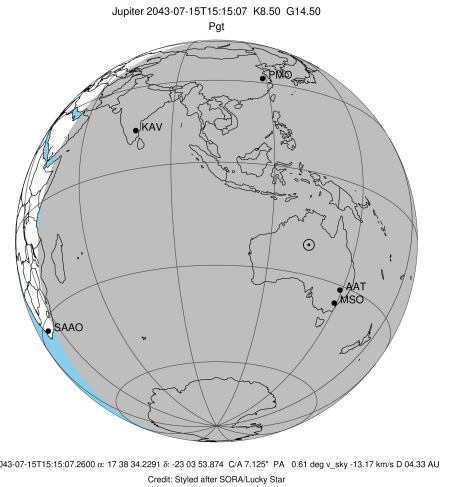 Jupiter 2043-07-15T15:15:07 K8.50 G14.50
Pgt
PMO
KAV
AAT
MSO
SAAO
043-07-15T15:15:07.2600 α: 17 38 34.2291 δ: -23 03 53.874 C/A 7.125" PA 0.61 deg v_sky -13.17 km/s D 04.33 AU
Credit: Styled after SORA/Lucky Star